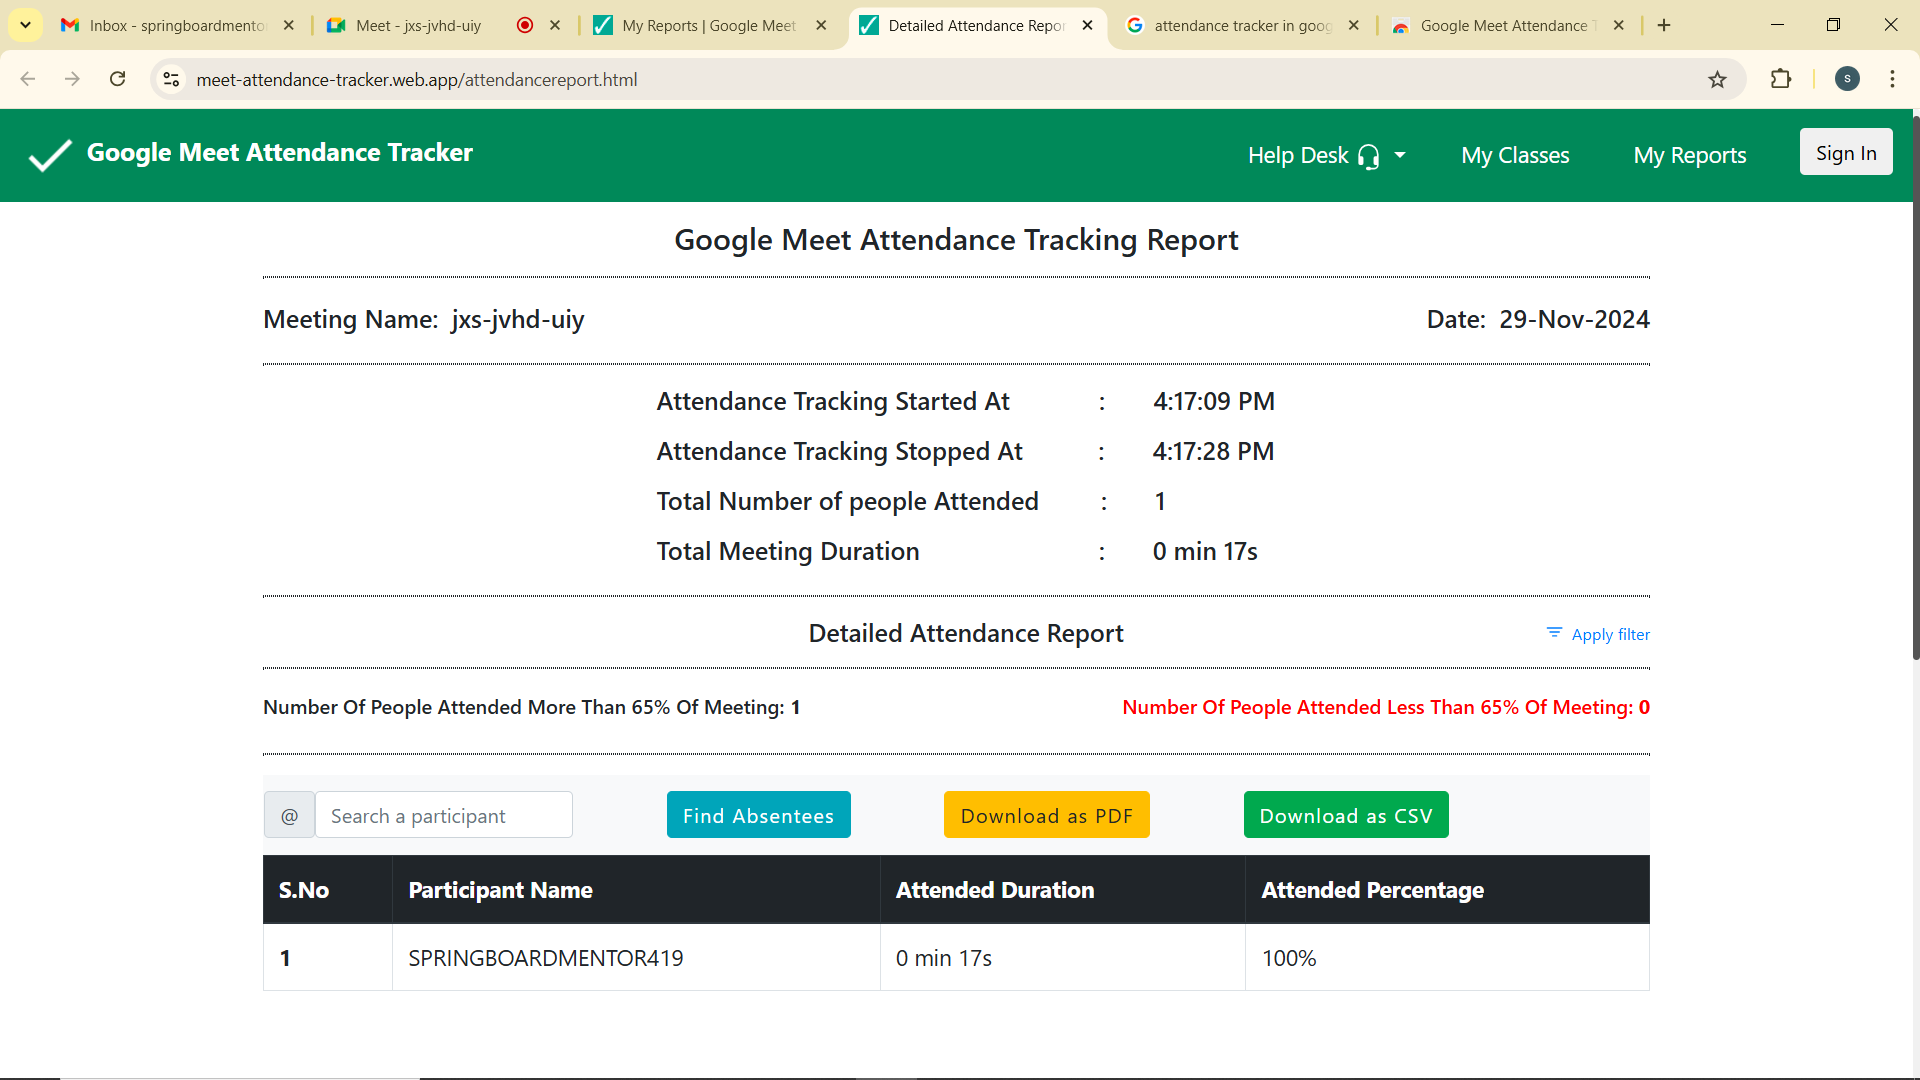 Inbox - springboardmento
Meet - jxs-jvhd-uiy
My Reports | Google Meet
Detailed Attendance Repor
attendance tracker in goog
Google Meet Attendance T
meet-attendance-tracker.web.app/attendancereport.html
S
Google Meet Attendance Tracker
Help Desk
My Classes
My Reports
Sign In
Google Meet Attendance Tracking Report
Meeting Name: jxs-jvhd-uiy
Date: 29-Nov-2024
Attendance Tracking Started At : 4:17:09 PM
Attendance Tracking Stopped At : 4:17:28 PM
Total Number of people Attended : 1
Total Meeting Duration : 0 min 17s
Detailed Attendance Report
Apply filter
Number Of People Attended More Than 65% Of Meeting: 1
Number Of People Attended Less Than 65% Of Meeting: 0
@ Search a participant
Find Absentees
Download as PDF
Download as CSV
S.No Participant Name Attended Duration Attended Percentage
1 SPRINGBOARDMENTOR419 0 min 17s 100%